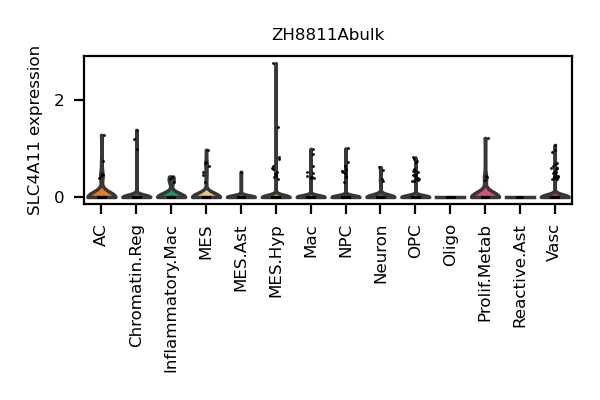 ZH8811Abulk
SLC4A11 expression
2
0
AC
Chromatin.Reg
Inflammatory.Mac
MES
MES.Ast
MES.Hyp
Mac
NPC
Neuron
OPC
Oligo
Prolif.Metab
Reactive.Ast
Vasc